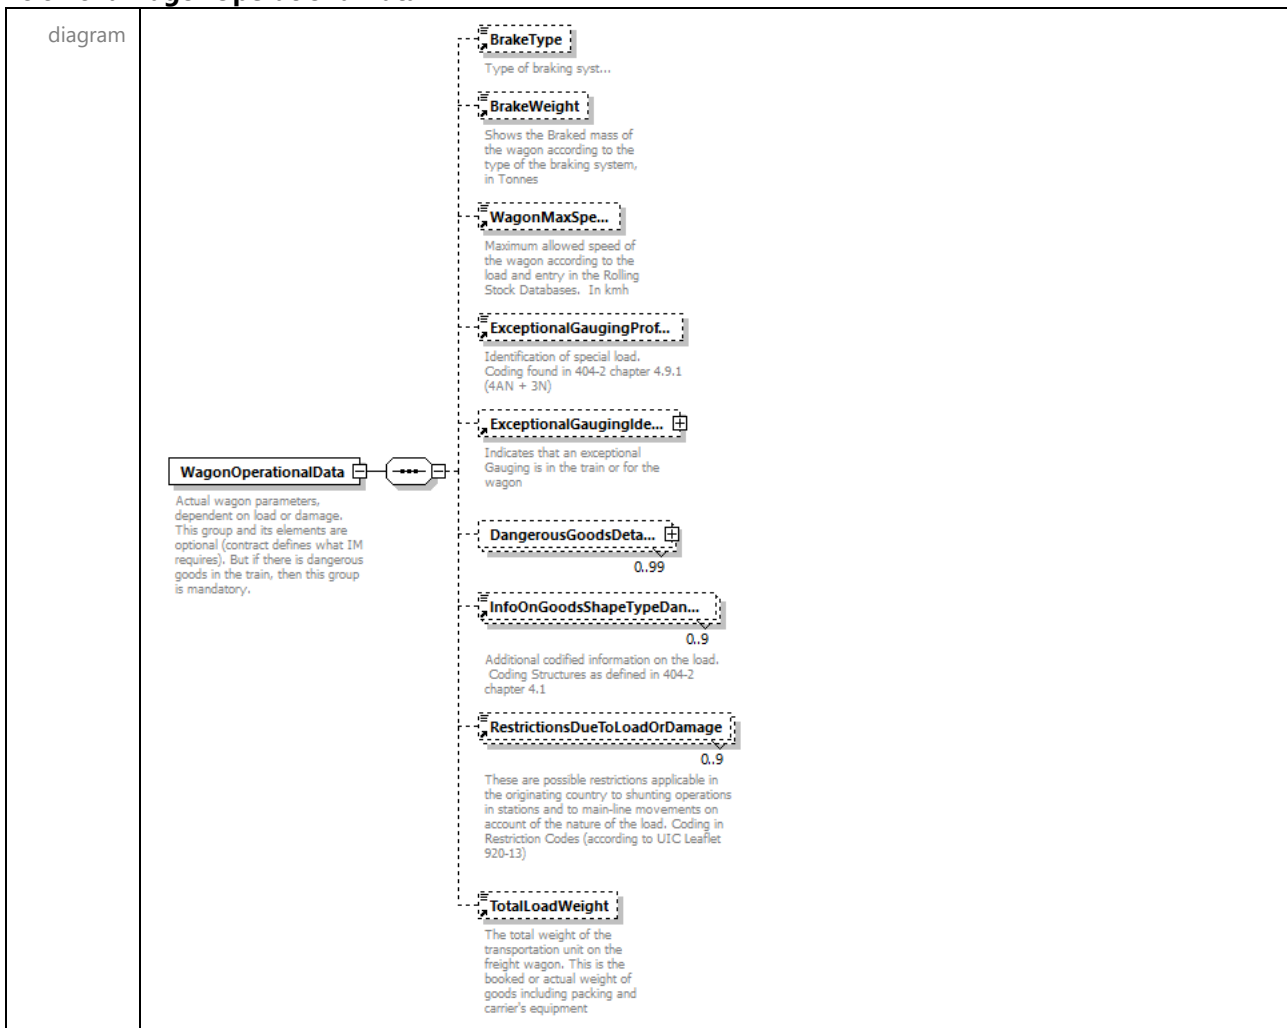 diagram
BrakeType
Type of braking syst...
BrakeWeight
Shows the Braked mass of
the wagon according to the
type of the braking system,
in Tonnes
WagonMaxSpe...
Maximum allowed speed of
the wagon according to the
load and entry in the Rolling
Stock Databases.  In kmh
ExceptionalGaugingProf...
Identification of special load.
Coding found in 404-2 chapter 4.9.1
(4AN + 3N)
ExceptionalGaugingIde...
Indicates that an exceptional
Gauging is in the train or for the
wagon
WagonOperationalData
Actual wagon parameters,
dependent on load or damage.
This group and its elements are
optional (contract defines what IM
requires). But if there is dangerous
goods in the train, then this group
is mandatory.
DangerousGoodsDeta...
0..99
InfoOnGoodsShapeTypeDan...
0..9
Additional codified information on the load.
Coding Structures as defined in 404-2
chapter 4.1
RestrictionsDueToLoadOrDamage
0..9
These are possible restrictions applicable in
the originating country to shunting operations
in stations and to main-line movements on
account of the nature of the load. Coding in
Restriction Codes (according to UIC Leaflet
920-13)
TotalLoadWeight
The total weight of the
transportation unit on the
freight wagon. This is the
booked or actual weight of
goods including packing and
carrier's equipment